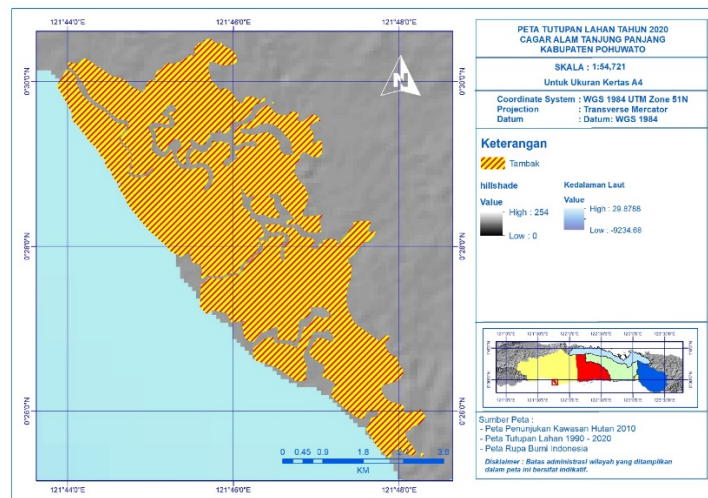 PETA TUTUPAN LAHAN TAHUN 2020
CAGAR ALAM TANJUNG PANJANG
KABUPATEN POHUWATO
SKALA : 1:54,721
Untuk Ukuran Kertas A4
Coordinate System : WGS 1984 UTM Zone 51N
Projection : Transverse Mercator
Datum : Datum: WGS 1984
Keterangan
Tambak
hillshade
Value
High : 254
Low : 0
Kedalaman Laut
Value
High : 29.8788
Low : -9234.68
121°44'0"E 121°46'0"E 121°48'0"E
0°30'0"N 0°30'0"N
0°28'0"N 0°28'0"N
0°26'0"N 0°26'0"N
N
0 0.45 0.9 1.8 2.7 3.6
KM
121°44'0"E 121°46'0"E 121°48'0"E
Sumber Peta :
- Peta Penunjukan Kawasan Hutan 2010
- Peta Tutupan Lahan 1990 - 2020
- Peta Rupa Bumi Indonesia
Disklaimer : Batas administrasi wilayah yang ditampilkan
dalam peta ini bersifat indikatif.